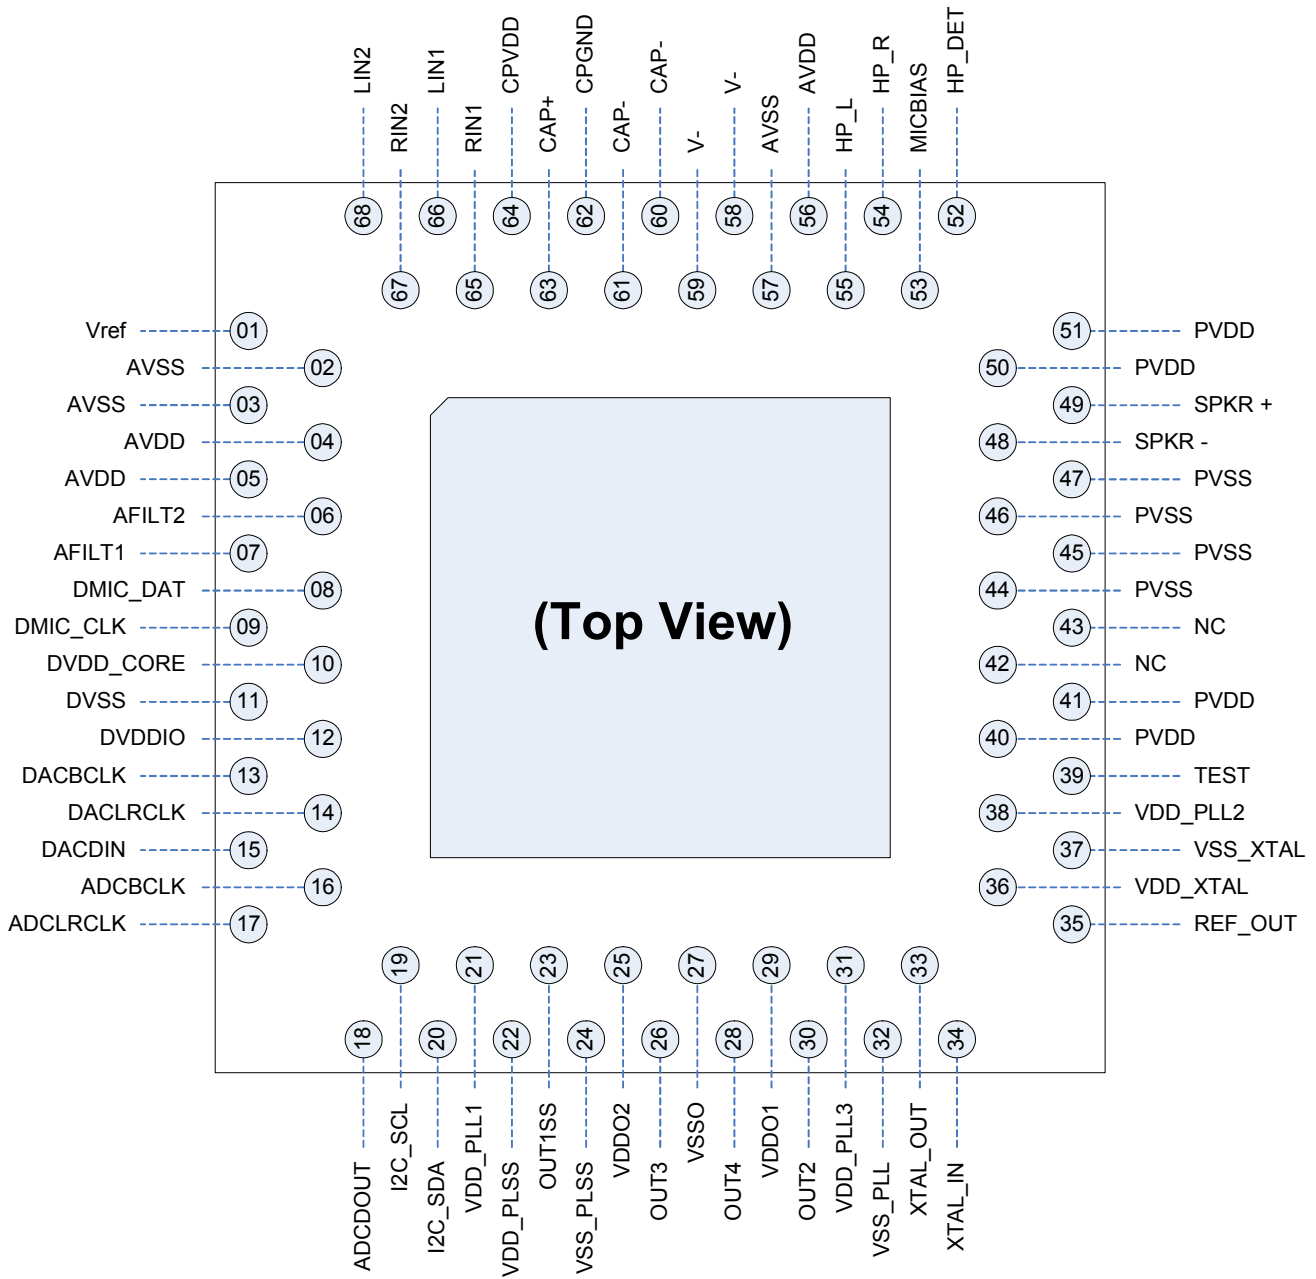 LIN2
RIN2
LIN1
RIN1
CPVDD
CAP+
CPGND
CAP-
CAP-
V-
V-
AVSS
AVDD
HP_L
HP_R
MICBIAS
HP_DET
68
67
66
65
64
63
62
61
60
59
58
57
56
55
54
53
52
Vref 01
AVSS 02
AVSS 03
AVDD 04
AVDD 05
AFILT2 06
AFILT1 07
DMIC_DAT 08
DMIC_CLK 09
DVDD_CORE 10
DVSS 11
DVDDIO 12
DACBCLK 13
DACLRCLK 14
DACDIN 15
ADCBCLK 16
ADCLRCLK 17
(Top View)
51 PVDD
50 PVDD
49 SPKR +
48 SPKR -
47 PVSS
46 PVSS
45 PVSS
44 PVSS
43 NC
42 NC
41 PVDD
40 PVDD
39 TEST
38 VDD_PLL2
37 VSS_XTAL
36 VDD_XTAL
35 REF_OUT
18
19
20
21
22
23
24
25
26
27
28
29
30
31
32
33
34
ADCDOUT
I2C_SCL
I2C_SDA
VDD_PLL1
VDD_PLSS
OUT1SS
VSS_PLSS
VDDO2
OUT3
VSSO
OUT4
VDDO1
OUT2
VDD_PLL3
VSS_PLL
XTAL_OUT
XTAL_IN